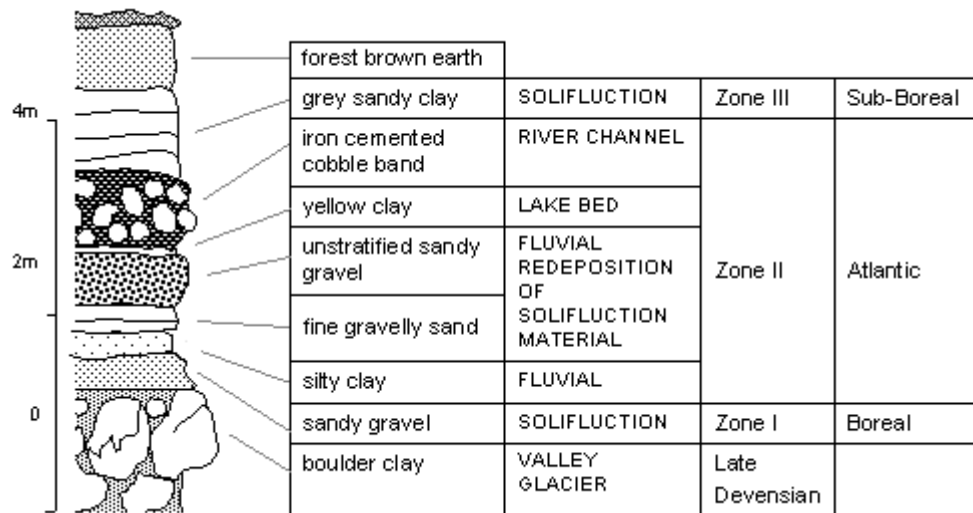 forest brown earth
4m
grey sandy clay SOLIFLUCTION Zone III Sub-Boreal
iron cemented
cobble band
RIVER CHANNEL
yellow clay LAKE BED
2m
unstratified sandy
gravel
fine gravelly sand
FLUVIAL
REDEPOSITION
OF
SOLIFLUCTION
MATERIAL
silty clay FLUVIAL
Zone II Atlantic
0
sandy gravel SOLIFLUCTION Zone I Boreal
boulder clay
VALLEY
GLACIER
Late
Devensian